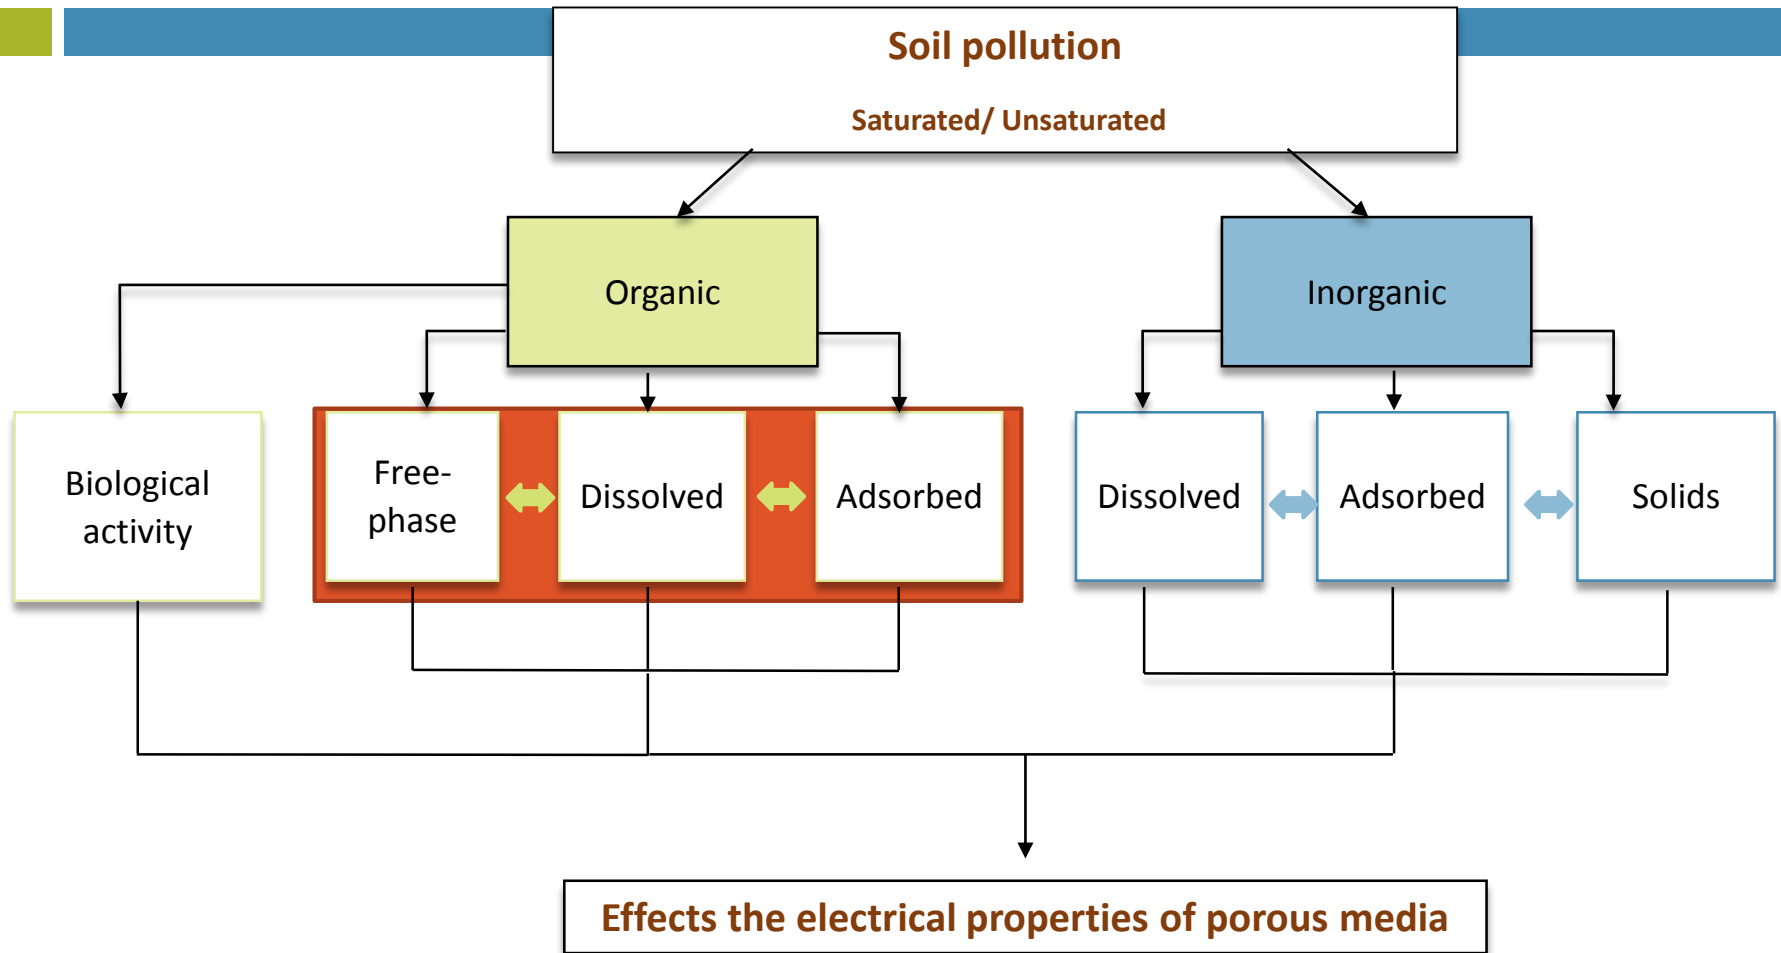 Soil pollution
Saturated/ Unsaturated
Organic
Inorganic
Biological
activity
Free-
phase
Dissolved
Adsorbed
Dissolved
Adsorbed
Solids
Effects the electrical properties of porous media